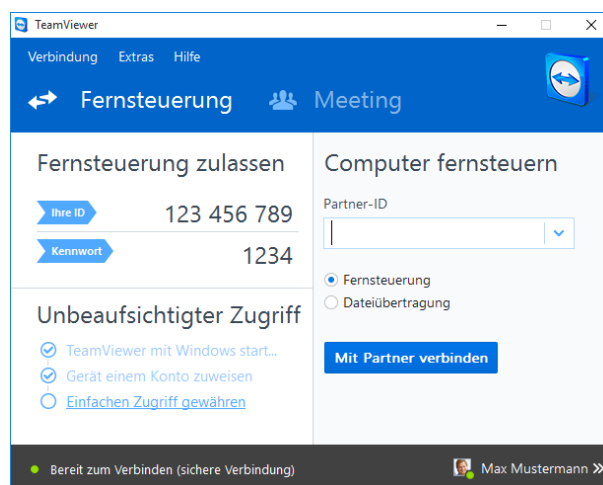 TeamViewer
Verbindung Extras Hilfe
Fernsteuerung Meeting
Fernsteuerung zulassen
Ihre ID 123 456 789
Kennwort 1234
Unbeaufsichtigter Zugriff
TeamViewer mit Windows start...
Gerät einem Konto zuweisen
Einfachen Zugriff gewähren
Computer fernsteuern
Partner-ID
Fernsteuerung
Dateiübertragung
Mit Partner verbinden
Bereit zum Verbinden (sichere Verbindung)
Max Mustermann